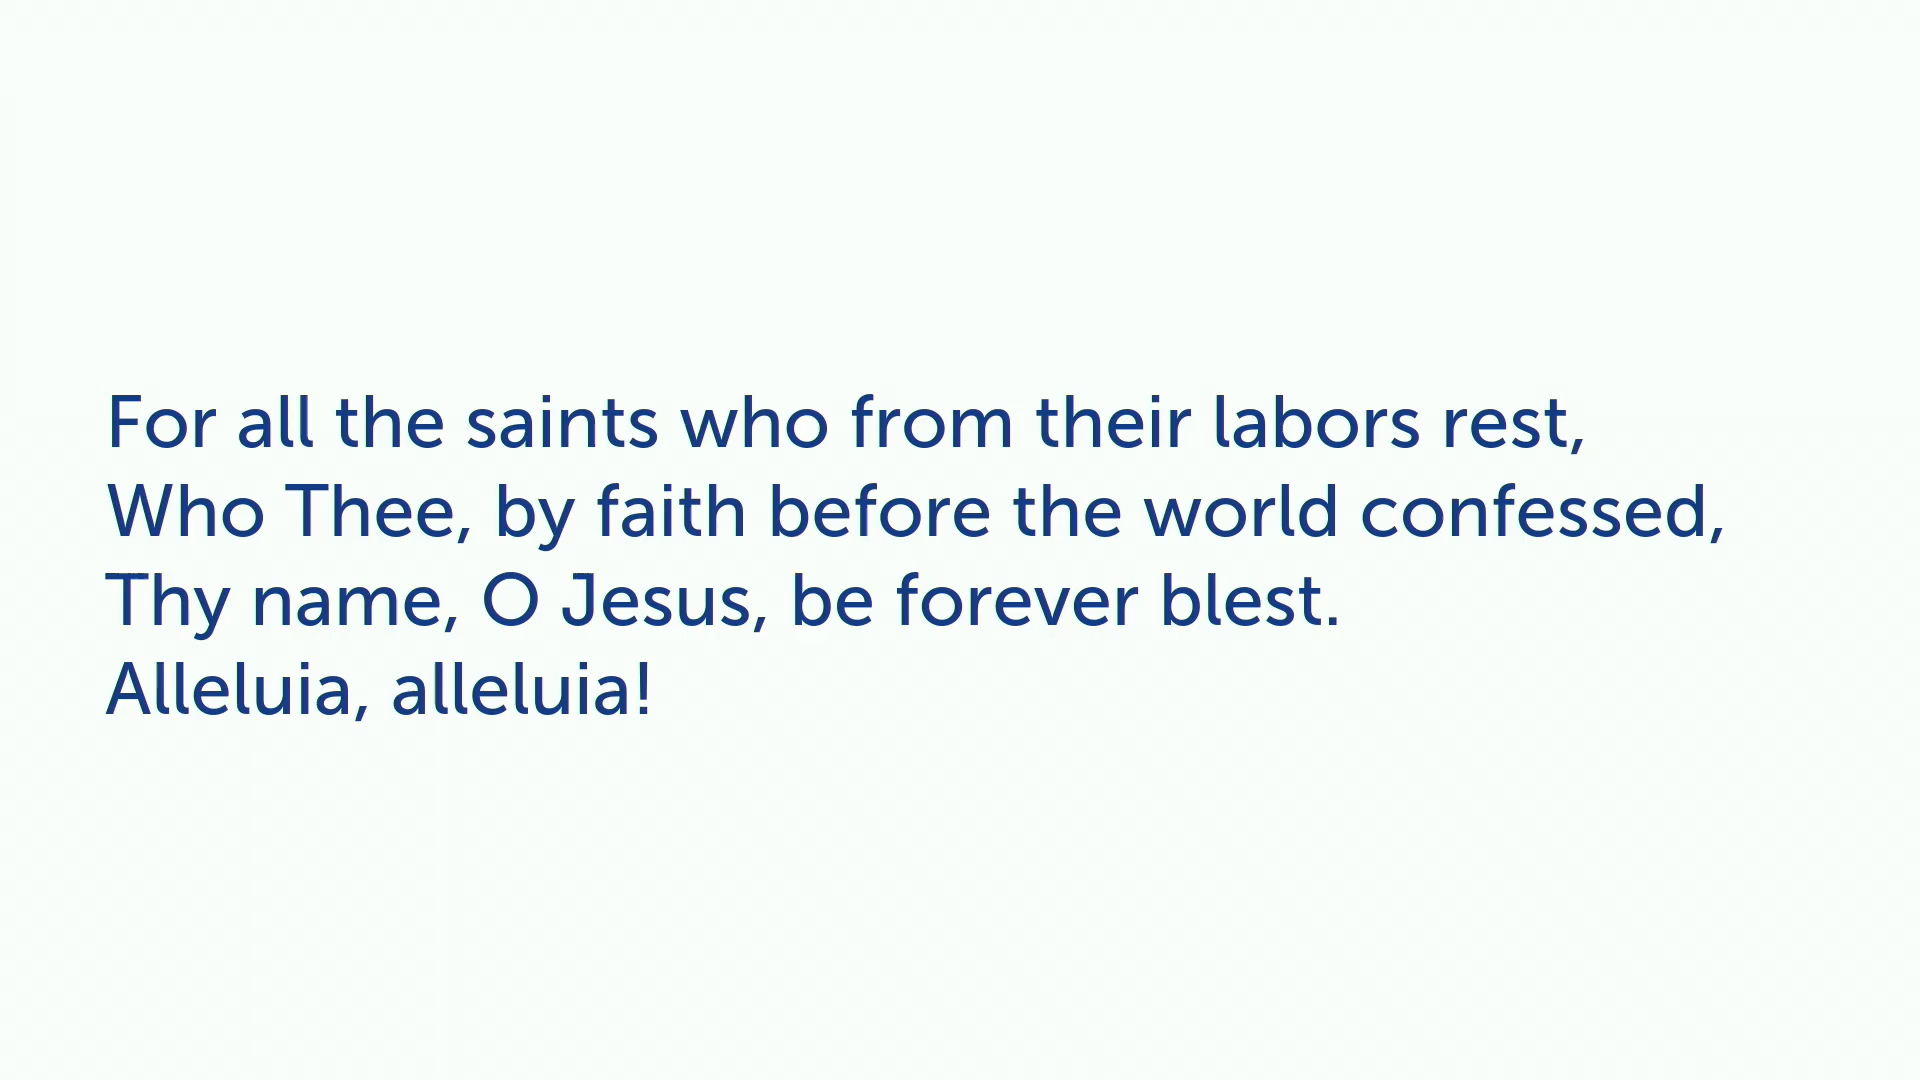 For all the saints who from their labors rest,
Who Thee, by faith before the world confessed,
Thy name, O Jesus, be forever blest.
Alleluia, alleluia!